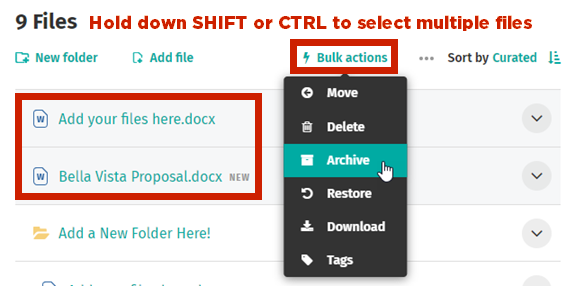 9 Files Hold down SHIFT or CTRL to select multiple files
New folder Add file Bulk actions ••• Sort by Curated
Move
Add your files here.docx
Delete
Archive
Bella Vista Proposal.docx NEW
Restore
Download
Add a New Folder Here!
Tags